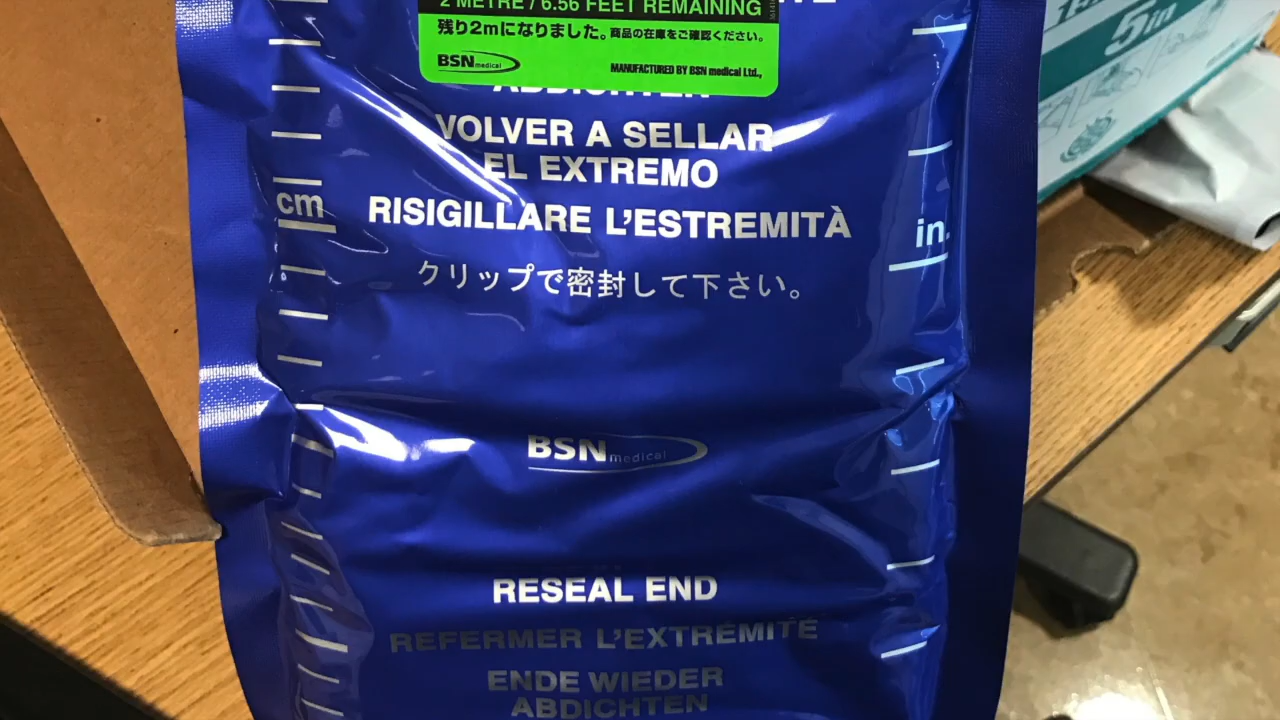 2 METRE / 6.56 FEET REMAINING
残り2mになりました。商品の在庫をご確認ください。
BSN medical
MANUFACTURED BY BSN medical Ltd.,
ABDICHTEN
VOLVER A SELLAR
EL EXTREMO
cm
RISIGILLARE L'ESTREMITÀ
in.
クリップで密封して下さい。
BSN medical
RESEAL END
REFERMER L'EXTRÉMITÉ
ENDE WIEDER
ABDICHTEN
5in